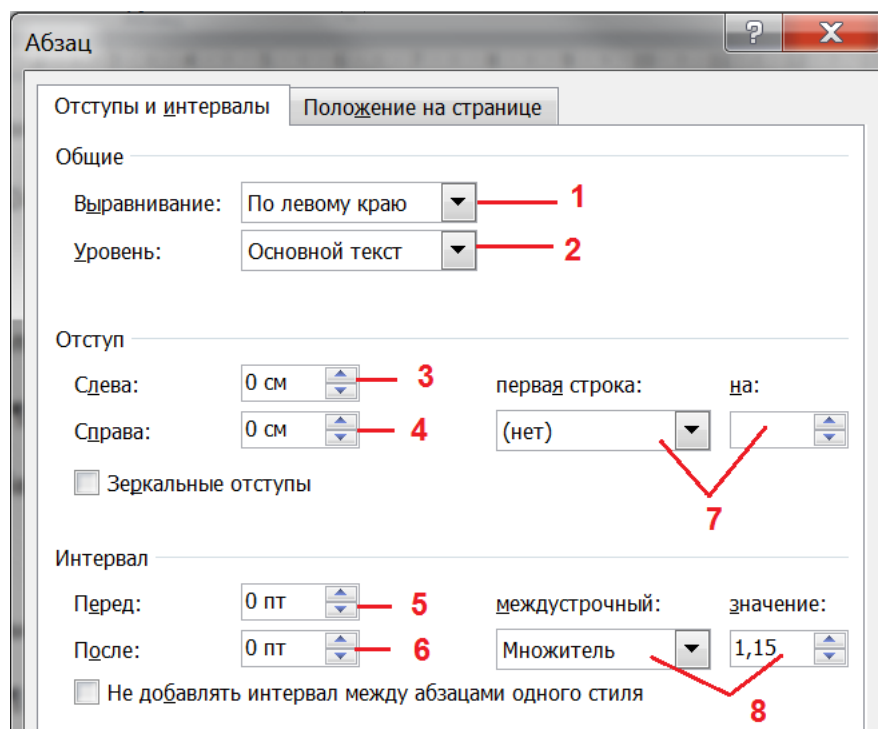 Абзац
Отступы и интервалы Положение на странице
Общие
Выравнивание: По левому краю 1
Уровень: Основной текст 2
Отступ
Слева: 0 см 3 первая строка: на:
Справа: 0 см 4 (нет)
Зеркальные отступы
7
Интервал
Перед: 0 пт 5 междустрочный: значение:
После: 0 пт 6 Множитель 1,15
Не добавлять интервал между абзацами одного стиля
8